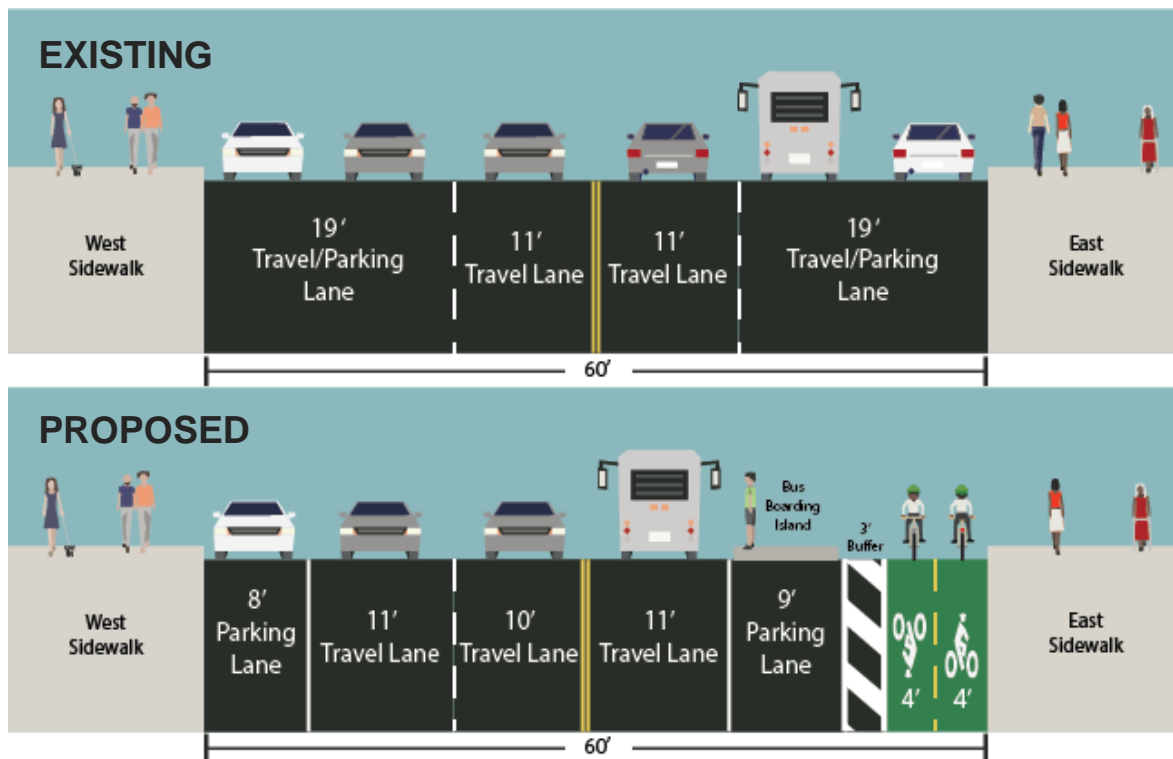 EXISTING
West
Sidewalk
19'
Travel/Parking
Lane
11'
Travel Lane
11'
Travel Lane
19'
Travel/Parking
Lane
East
Sidewalk
60'
PROPOSED
Bus
Boarding
Island
3'
Buffer
West
Sidewalk
8'
Parking
Lane
11'
Travel Lane
10'
Travel Lane
11'
Travel Lane
9'
Parking
Lane
4'
4'
East
Sidewalk
60'